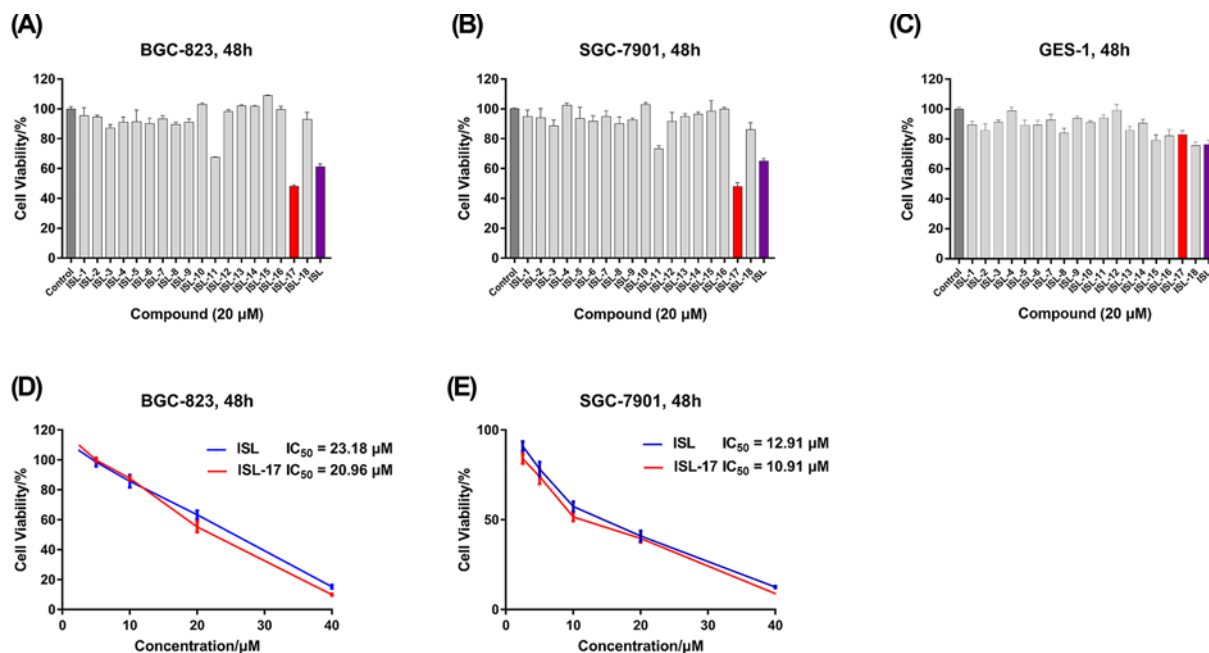 (A)
BGC-823, 48h
Cell Viability/%
120
100
80
60
40
20
0
Control
ISL-1
ISL-2
ISL-3
ISL-4
ISL-5
ISL-6
ISL-7
ISL-8
ISL-9
ISL-10
ISL-11
ISL-12
ISL-13
ISL-14
ISL-15
ISL-16
ISL-17
ISL-18
ISL
Compound (20 µM)
(B)
SGC-7901, 48h
Cell Viability/%
120
100
80
60
40
20
0
Control
ISL-1
ISL-2
ISL-3
ISL-4
ISL-5
ISL-6
ISL-7
ISL-8
ISL-9
ISL-10
ISL-11
ISL-12
ISL-13
ISL-14
ISL-15
ISL-16
ISL-17
ISL-18
ISL
Compound (20 µM)
(C)
GES-1, 48h
Cell Viability/%
120
100
80
60
40
20
0
Control
ISL-1
ISL-2
ISL-3
ISL-4
ISL-5
ISL-6
ISL-7
ISL-8
ISL-9
ISL-10
ISL-11
ISL-12
ISL-13
ISL-14
ISL-15
ISL-16
ISL-17
ISL-18
ISL
Compound (20 µM)
(D)
BGC-823, 48h
Cell Viability/%
120
100
80
60
40
20
0
ISL IC50 = 23.18 µM
ISL-17 IC50 = 20.96 µM
0 10 20 30 40
Concentration/µM
(E)
SGC-7901, 48h
Cell Viability/%
100
50
0
ISL IC50 = 12.91 µM
ISL-17 IC50 = 10.91 µM
0 10 20 30 40
Concentration/µM